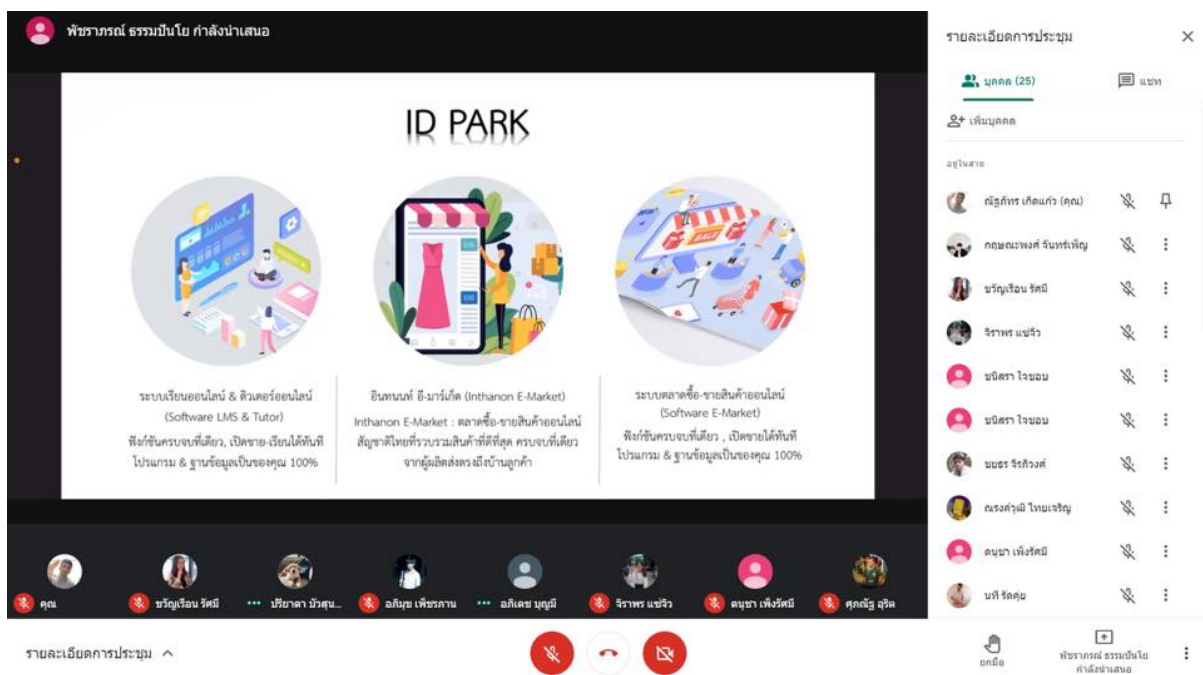 พัชราภรณ์ ธรรมปันโย กำลังนำเสนอ
ID PARK
ระบบเรียนออนไลน์ & ติวเตอร์ออนไลน์
(Software LMS & Tutor)
ฟังก์ชันครบจบที่เดียว, เปิดขาย-เรียนได้ทันที
โปรแกรม & ฐานข้อมูลเป็นของคุณ 100%
อินทนนท์ อี-มาร์เก็ต (Inthanon E-Market)
Inthanon E-Market : ตลาดซื้อ-ขายสินค้าออนไลน์
สัญชาติไทยที่รวบรวมสินค้าที่ดีที่สุด ครบจบที่เดียว
จากผู้ผลิตส่งตรงถึงบ้านลูกค้า
SALE
ระบบตลาดซื้อ-ขายสินค้าออนไลน์
(Software E-Market)
ฟังก์ชันครบจบที่เดียว , เปิดขายได้ทันที
โปรแกรม & ฐานข้อมูลเป็นของคุณ 100%
คุณ
ขวัญเรือน รัศมี
ปรียาดา บัวสุน...
อภิมุข เพ็ชรภาน
อภิเดช บุญมี
จิราพร แซ่จิว
ดนุชา เพ็งรัศมี
ศุภณัฐ อุริด
รายละเอียดการประชุม
บุคคล (25)
แชท
เพิ่มบุคคล
อยู่ในสาย
ณัฐภัทร เกิดแก้ว (คุณ)
กฤษณะพงศ์ จันทร์เพ็ญ
ขวัญเรือน รัศมี
จิราพร แซ่จิว
ชนิสรา ใจชอบ
ชนิสรา ใจชอบ
ชยธร จิรภิวงศ์
ณรงค์วุฒิ ไทยเจริญ
ดนุชา เพ็งรัศมี
นที รัดคุ่ย
รายละเอียดการประชุม
ยกมือ
พัชราภรณ์ ธรรมปันโย
กำลังนำเสนอ